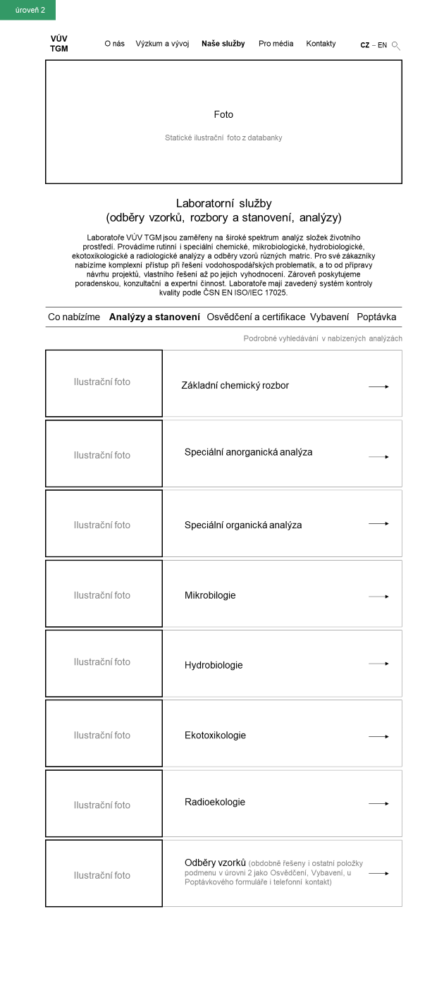 úroveň 2
VÚV
TGM
O nás Výzkum a vývoj Naše služby Pro média Kontakty CZ – EN
Foto
Statické ilustrační foto z databanky
Laboratorní služby
(odběry vzorků, rozbory a stanovení, analýzy)
Laboratoře VÚV TGM jsou zaměřeny na široké spektrum analýz složek životního
prostředí. Provádíme rutinní i speciální chemické, mikrobiologické, hydrobiologické,
ekotoxikologické a radiologické analýzy a odběry vzorů různých matric. Pro své zákazníky
nabízíme komplexní přístup při řešení vodohospodářských problematik, a to od přípravy
návrhu projektů, vlastního řešení až po jejich vyhodnocení. Zároveň poskytujeme
poradenskou, konzultační a expertní činnost. Laboratoře mají zavedený systém kontroly
kvality podle ČSN EN ISO/IEC 17025.
Co nabízíme Analýzy a stanovení Osvědčení a certifikace Vybavení Poptávka
Podrobné vyhledávání v nabízených analýzách
Ilustrační foto
Základní chemický rozbor
Ilustrační foto
Speciální anorganická analýza
Ilustrační foto
Speciální organická analýza
Ilustrační foto
Mikrobilogie
Ilustrační foto
Hydrobiologie
Ilustrační foto
Ekotoxikologie
Ilustrační foto
Radioekologie
Ilustrační foto
Odběry vzorků (obdobně řešeny i ostatní položky
podmenu v úrovni 2 jako Osvědčení, Vybavení, u
Poptávkového formuláře i telefonní kontakt)